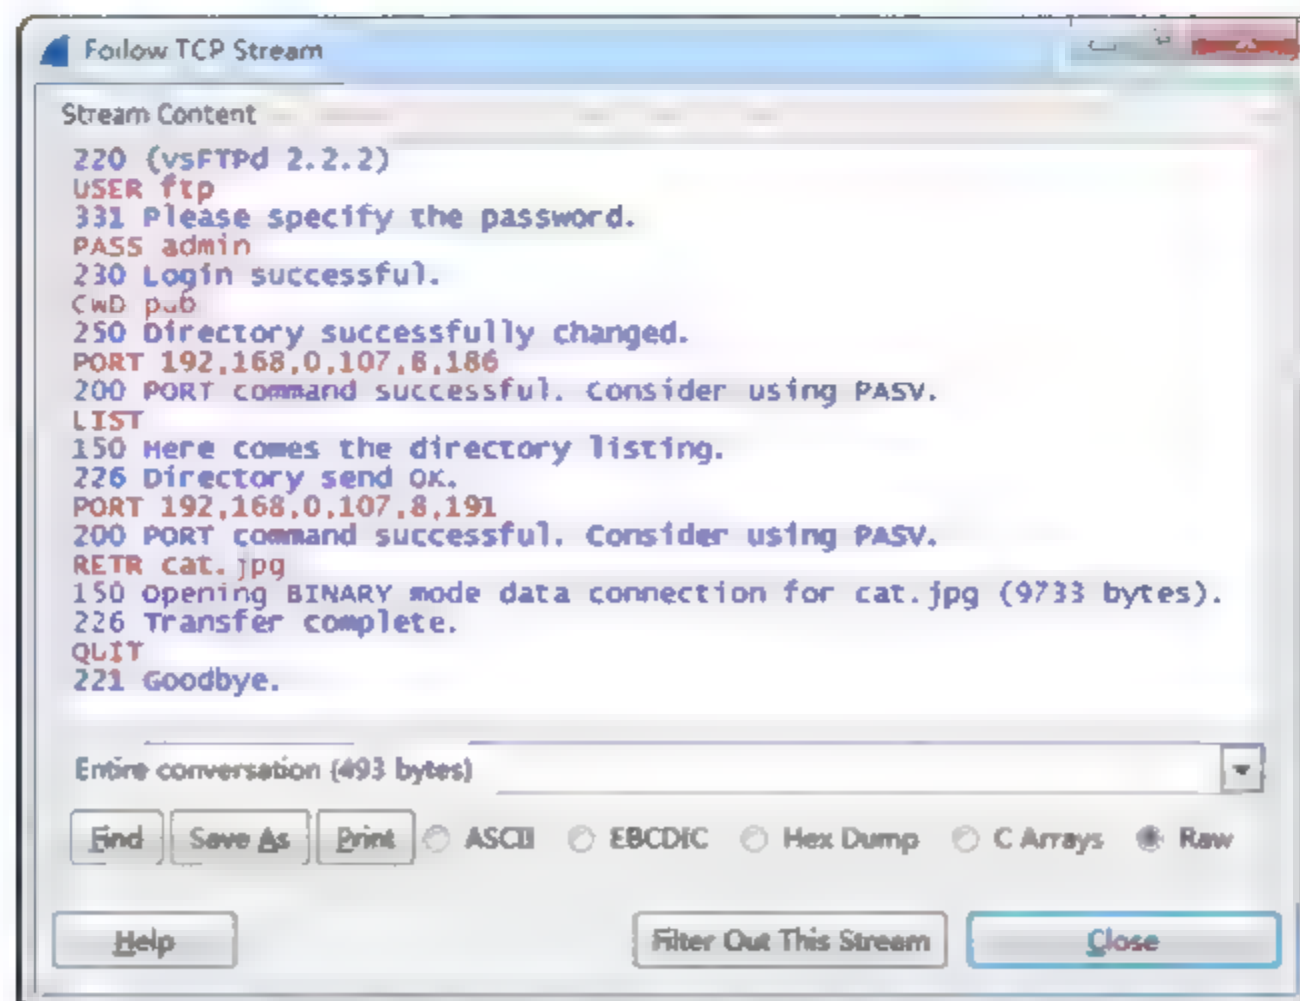 Follow TCP Stream
Stream Content
220 (vsFTPd 2.2.2)
USER ftp
331 Please specify the password.
PASS admin
230 Login successful.
CWD pub
250 Directory successfully changed.
PORT 192,168,0,107,8,186
200 PORT command successful. Consider using PASV.
LIST
150 Here comes the directory listing.
226 Directory send OK.
PORT 192,168,0,107,8,191
200 PORT command successful. Consider using PASV.
RETR cat.jpg
150 Opening BINARY mode data connection for cat.jpg (9733 bytes).
226 Transfer complete.
QUIT
221 Goodbye.
Entire conversation (493 bytes)
Find Save As Print ASCII EBCDIC Hex Dump C Arrays Raw
Help Filter Out This Stream Close